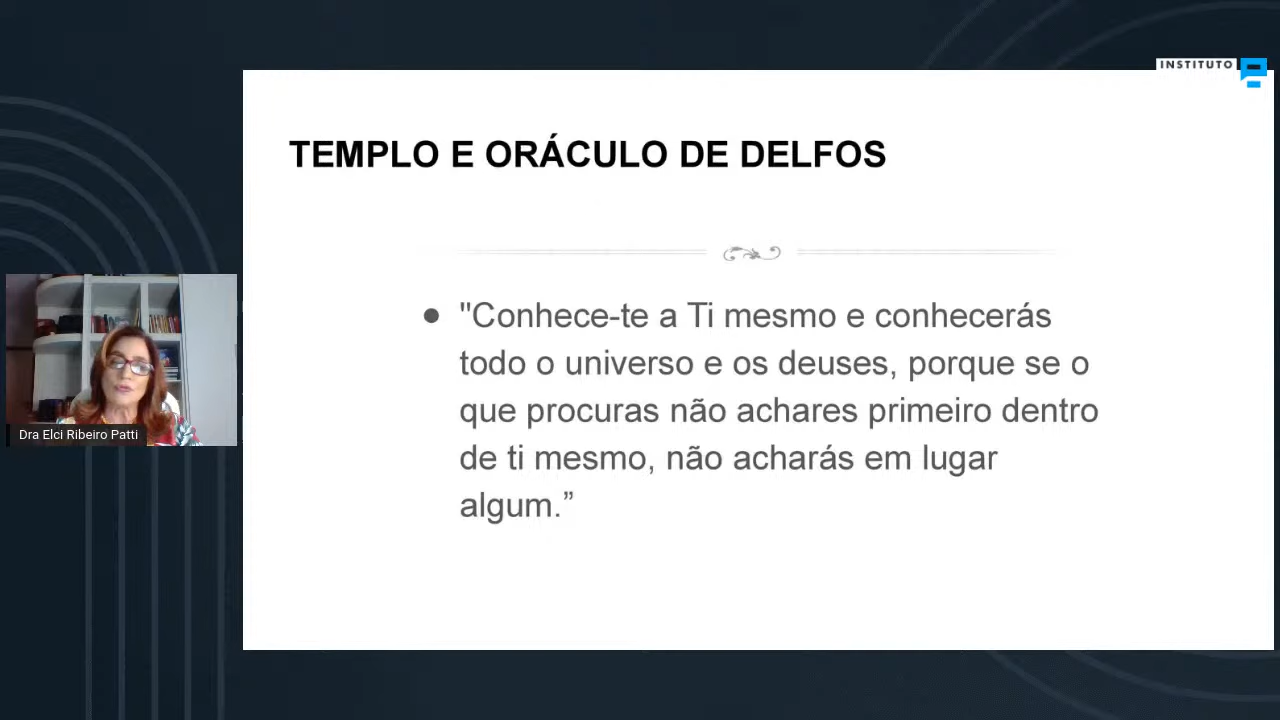 INSTITUTO
TEMPLO E ORÁCULO DE DELFOS
• "Conhece-te a Ti mesmo e conhecerás
todo o universo e os deuses, porque se o
que procuras não achares primeiro dentro
de ti mesmo, não acharás em lugar
algum.”
Dra Elci Ribeiro Patti